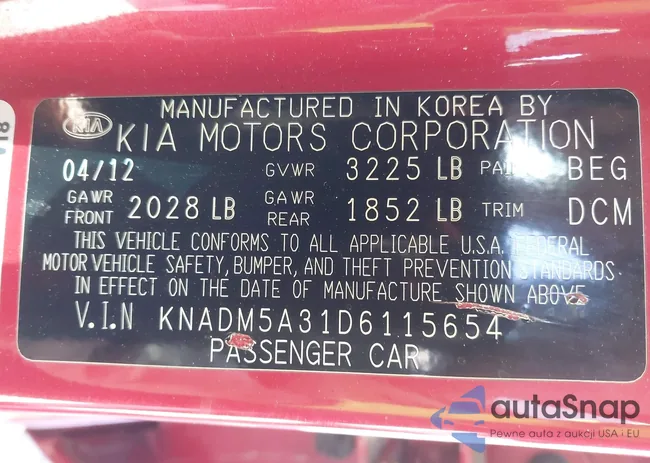 MANUFACTURED IN KOREA BY
KIA KIA MOTORS CORPORATION
04/12 GVWR 3225 LB PAINT BEG
GAWR FRONT 2028 LB GAWR REAR 1852 LB TRIM DCM
THIS VEHICLE CONFORMS TO ALL APPLICABLE U.S.A. FEDERAL
MOTOR VEHICLE SAFETY, BUMPER, AND THEFT PREVENTION STANDARDS
IN EFFECT ON THE DATE OF MANUFACTURE SHOWN ABOVE
V.I.N KNADM5A31D6115654
PASSENGER CAR
autaSnap
Pewne auta z aukcji USA i EU